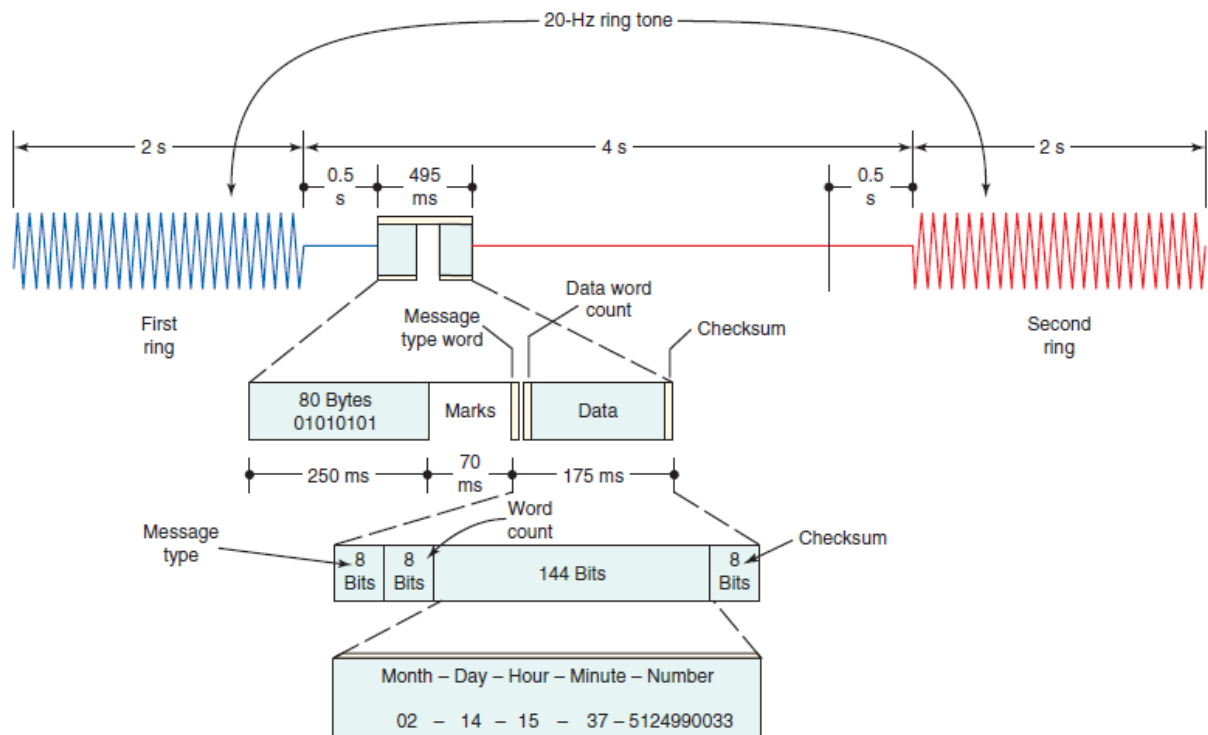 20-Hz ring tone
2 s
4 s
2 s
0.5
s
495
ms
0.5
s
First
ring
Message
type word
Data word
count
Checksum
Second
ring
80 Bytes
01010101
Marks
Data
250 ms
70
ms
175 ms
Message
type
Word
count
Checksum
8
Bits
8
Bits
144 Bits
8
Bits
Month – Day – Hour – Minute – Number
02 – 14 – 15 – 37 – 5124990033